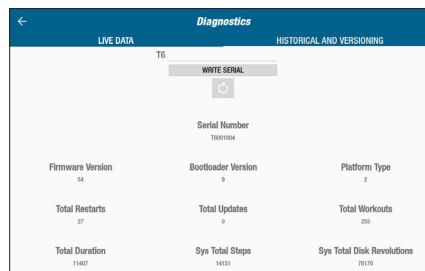 Diagnostics
LIVE DATA
HISTORICAL AND VERSIONING
T6
WRITE SERIAL
Serial Number
T6001004
Firmware Version
54
Bootloader Version
9
Platform Type
2
Total Restarts
27
Total Updates
0
Total Workouts
255
Total Duration
11407
Sys Total Steps
14151
Sys Total Disk Revolutions
78170